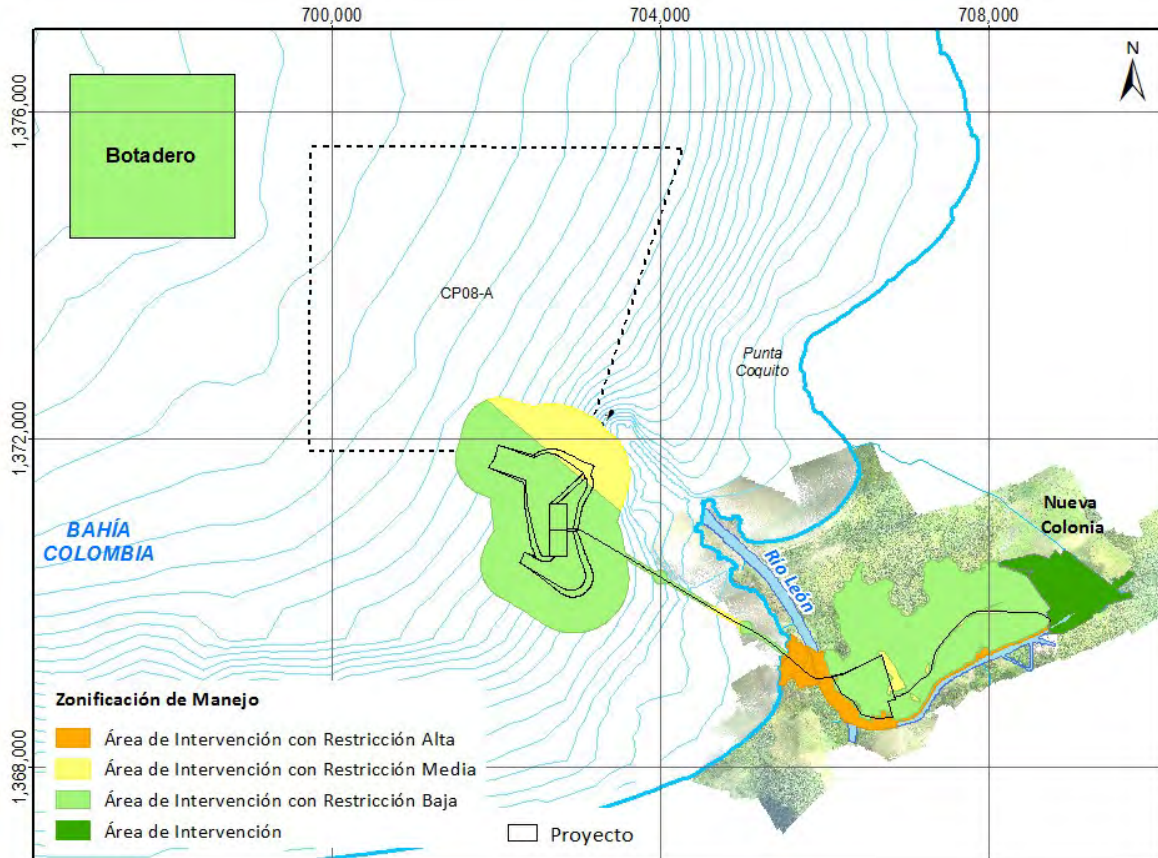 700,000
704,000
708,000
N
1,376,000
Botadero
CP08-A
Punta
Coquito
1,372,000
Nueva
Colonia
BAHÍA
COLOMBIA
Río León
Zonificación de Manejo
Área de Intervención con Restricción Alta
Área de Intervención con Restricción Media
1,368,000
Área de Intervención con Restricción Baja
Área de Intervención
Proyecto